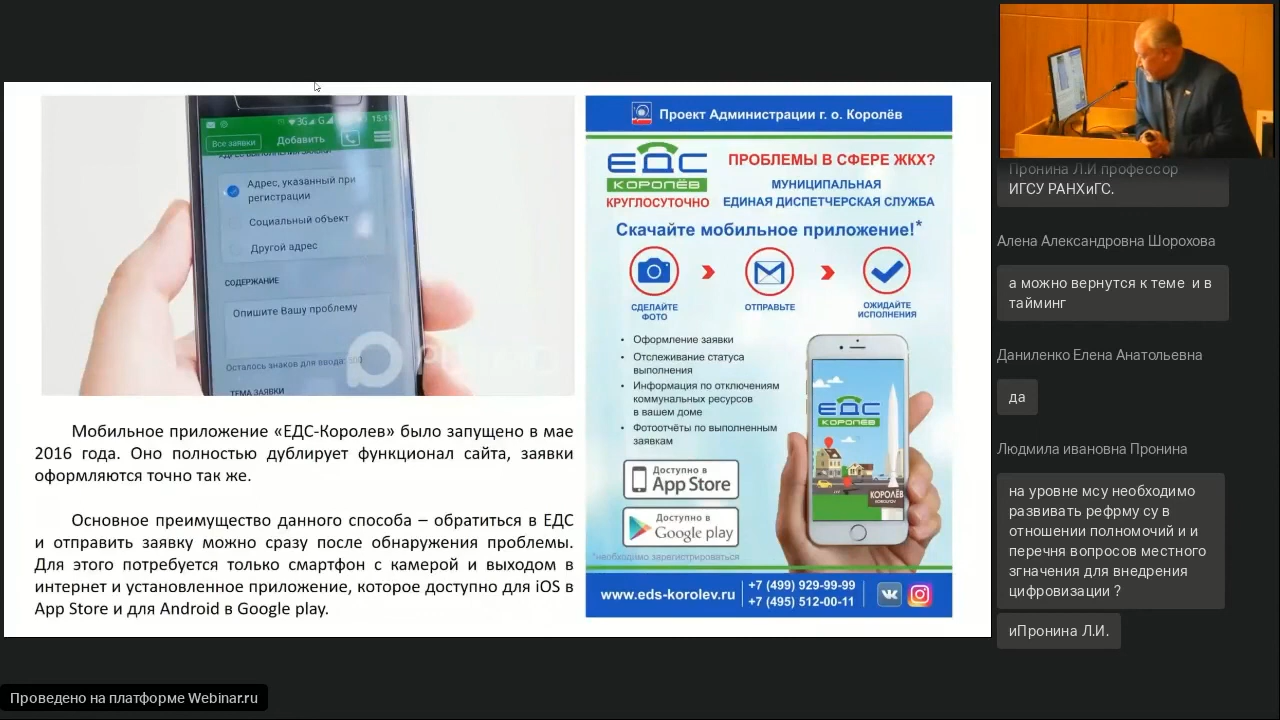 3G G 15:1
Все заявки
Добавить
Адрес, указанный при
регистрации
Социальный объект
Другой адрес
СОДЕРЖАНИЕ
Опишите Вашу проблему
Осталось знаков для ввода:
ТЕМА ЗАЯВКИ
Мобильное приложение «ЕДС-Королев» было запущено в мае
2016 года. Оно полностью дублирует функционал сайта, заявки
оформляются точно так же.
Основное преимущество данного способа – обратиться в ЕДС
и отправить заявку можно сразу после обнаружения проблемы.
Для этого потребуется только смартфон с камерой и выходом в
интернет и установленное приложение, которое доступно для iOS в
App Store и для Android в Google play.
Проект Администрации г. о. Королёв
ЕДС
КОРОЛЁВ
КРУГЛОСУТОЧНО
ПРОБЛЕМЫ В СФЕРЕ ЖКХ?
МУНИЦИПАЛЬНАЯ
ЕДИНАЯ ДИСПЕТЧЕРСКАЯ СЛУЖБА
Скачайте мобильное приложение!*
СДЕЛАЙТЕ
ФОТО
ОТПРАВЬТЕ
ОЖИДАЙТЕ
ИСПОЛНЕНИЯ
• Оформление заявки
• Отслеживание статуса
выполнения
• Информация по отключениям
коммунальных ресурсов
в вашем доме
• Фотоотчёты по выполненным
заявкам
ЕДС
КОРОЛЁВ
КОРОЛЁВ
Доступно в
App Store
Доступно в
Google play
*необходимо зарегистрироваться
www.eds-korolev.ru
+7 (499) 929-99-99
+7 (495) 512-00-11
Пронина Л.И профессор
ИГСУ РАНХиГС.
Алена Александровна Шорохова
а можно вернутся к теме и в
тайминг
Даниленко Елена Анатольевна
да
Людмила ивановна Пронина
на уровне мсу необходимо
развивать рефрму су в
отношении полномочий и и
перечня вопросов местного
згначения для внедрения
цифровизации ?
иПронина Л.И.
Проведено на платформе Webinar.ru